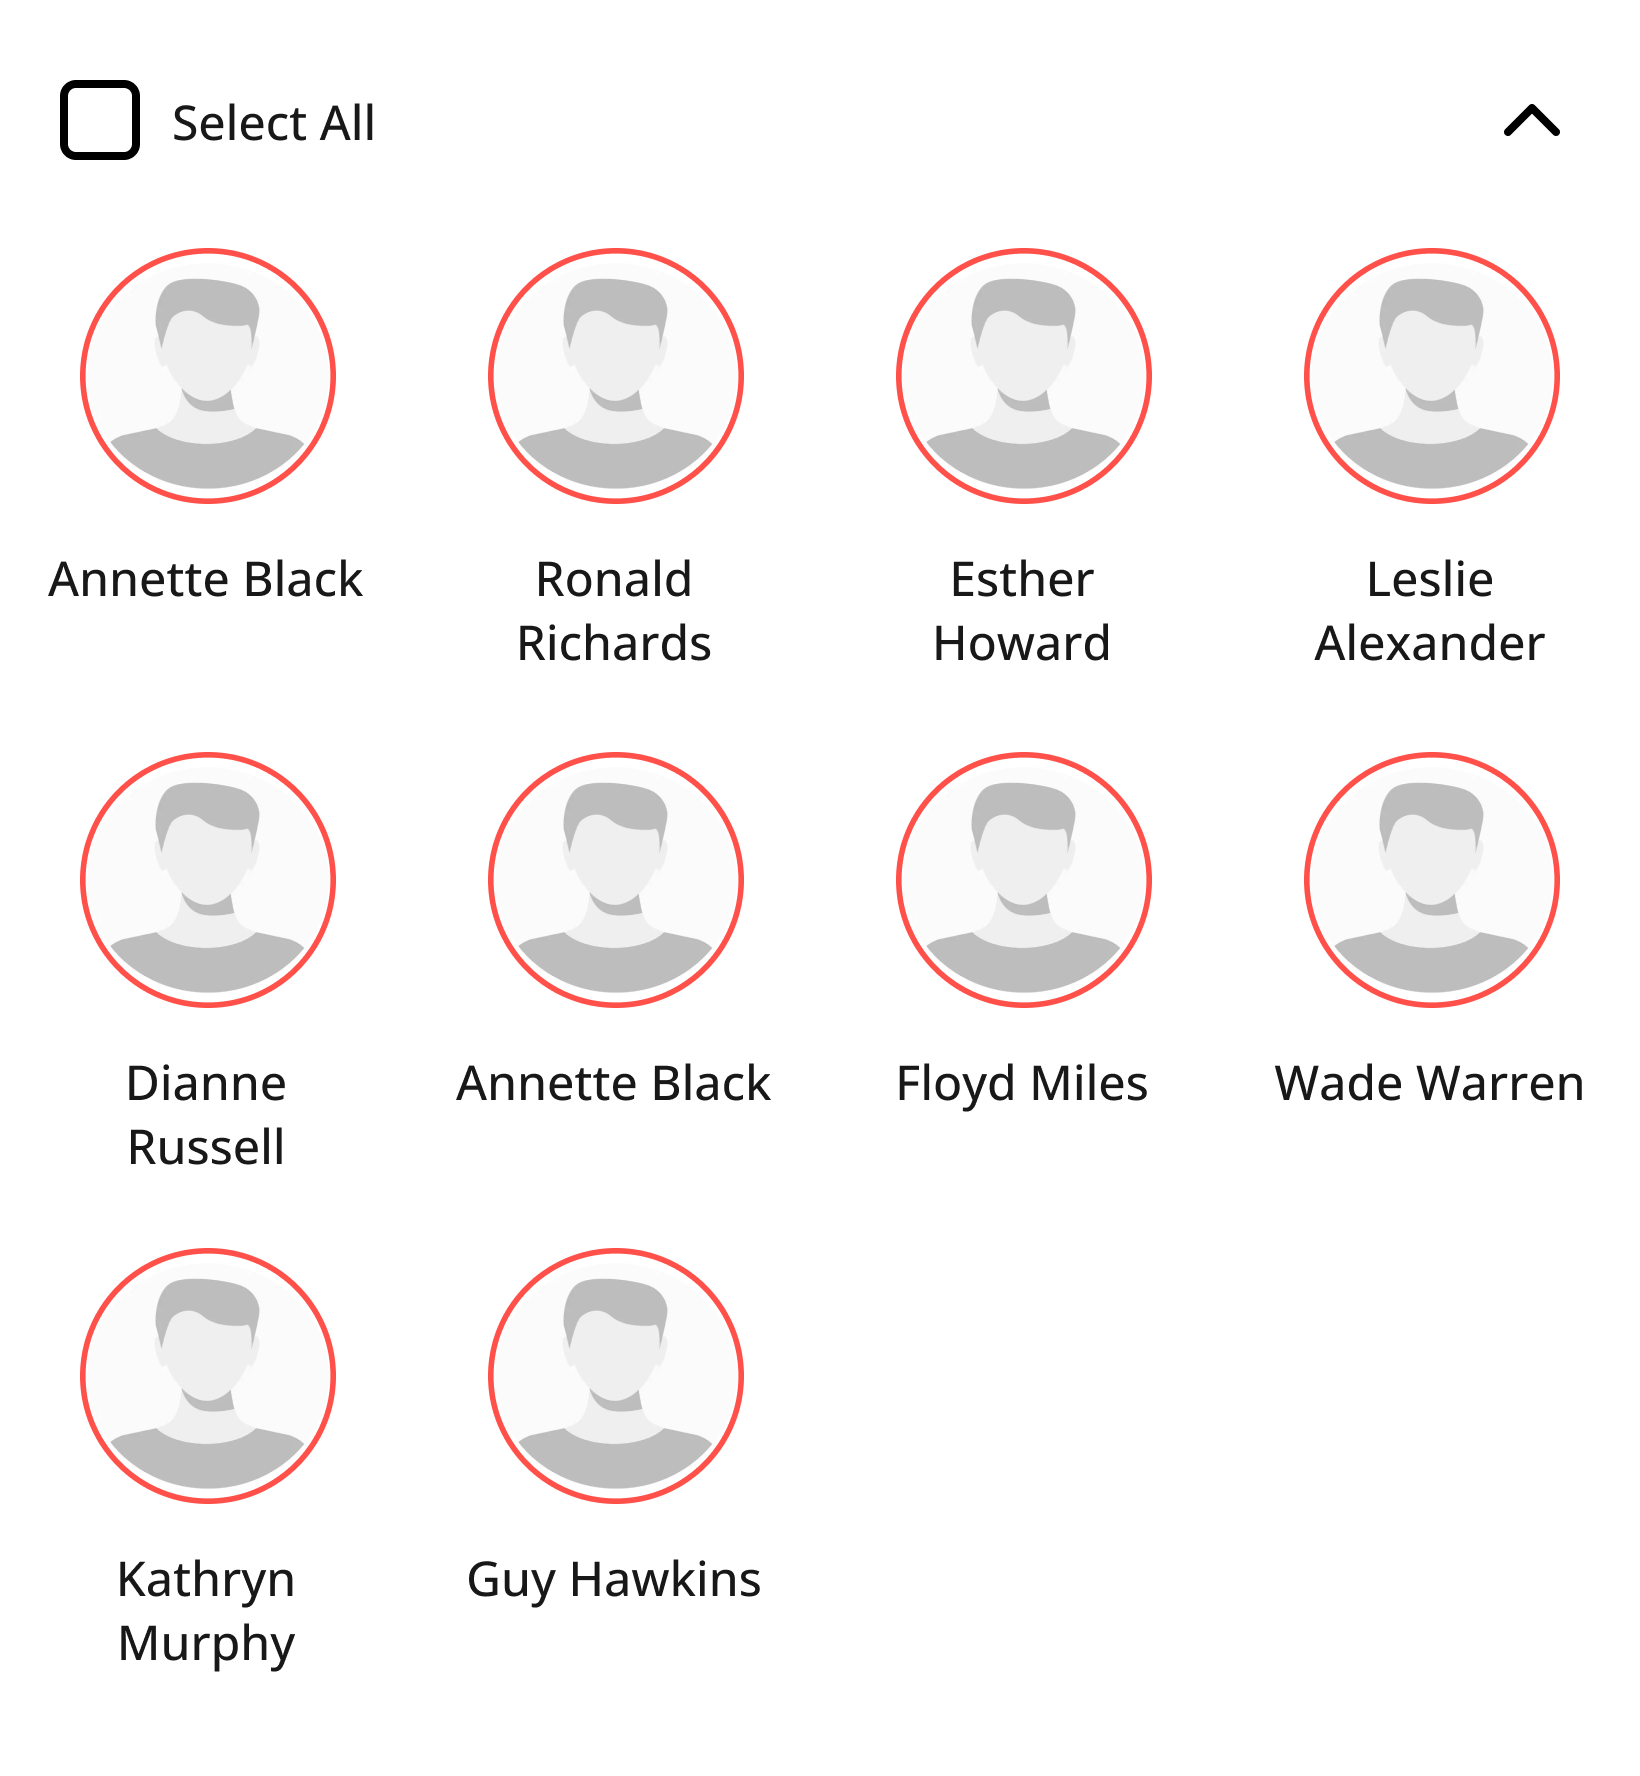 Select All
Annette Black
Ronald
Richards
Esther
Howard
Leslie
Alexander
Dianne
Russell
Annette Black
Floyd Miles
Wade Warren
Kathryn
Murphy
Guy Hawkins